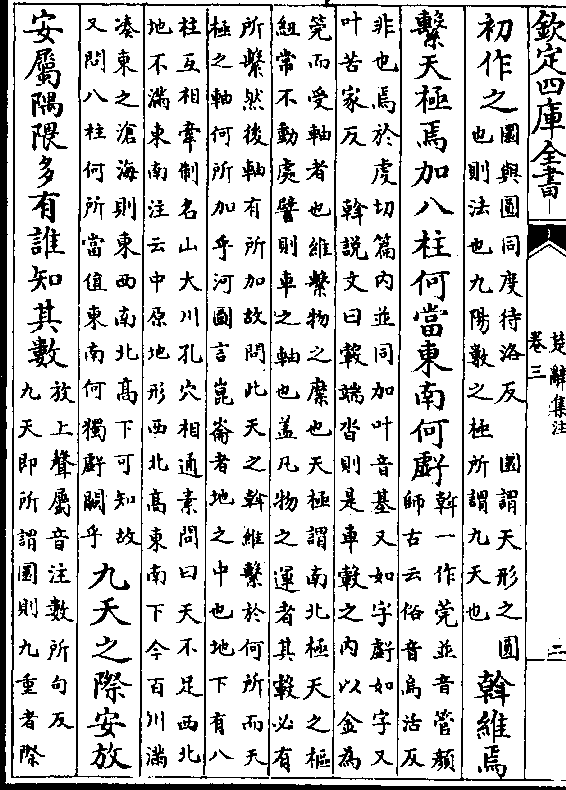 欽定四庫全書
楚辭集注
卷三
二
初作之圜與圓同度待洛反圜謂天形之圓
也則法也九陽數之極所謂九天也斡維焉
繫天極焉加八柱何當東南何虧斡一作筦並音管顔
師古云俗音烏活反
非也焉於虔切篇内並同加叶音基又如字虧如字又
叶苦家反　斡説文曰轂端沓則是車轂之内以金為
筦而受軸者也維繫物之縻也天極謂南北極天之樞
紐常不動處譬則車之軸也蓋凡物之運者其轂必有
所繫然後軸有所加故問此天之斡維繫於何所而天
極之軸何所加乎河圖言崑崙者地之中也地下有八
柱互相牽制名山大川孔穴相通素問曰天不足西北
地不滿東南注云中原地形西北高東南下今百川滿
湊東之滄海則東西南北高下可知故
又問八柱何所當值東南何獨虧闕乎九天之際安放
安屬隅隈多有誰知其數放上聲屬音注數所句反
九天即所謂圜則九重者際